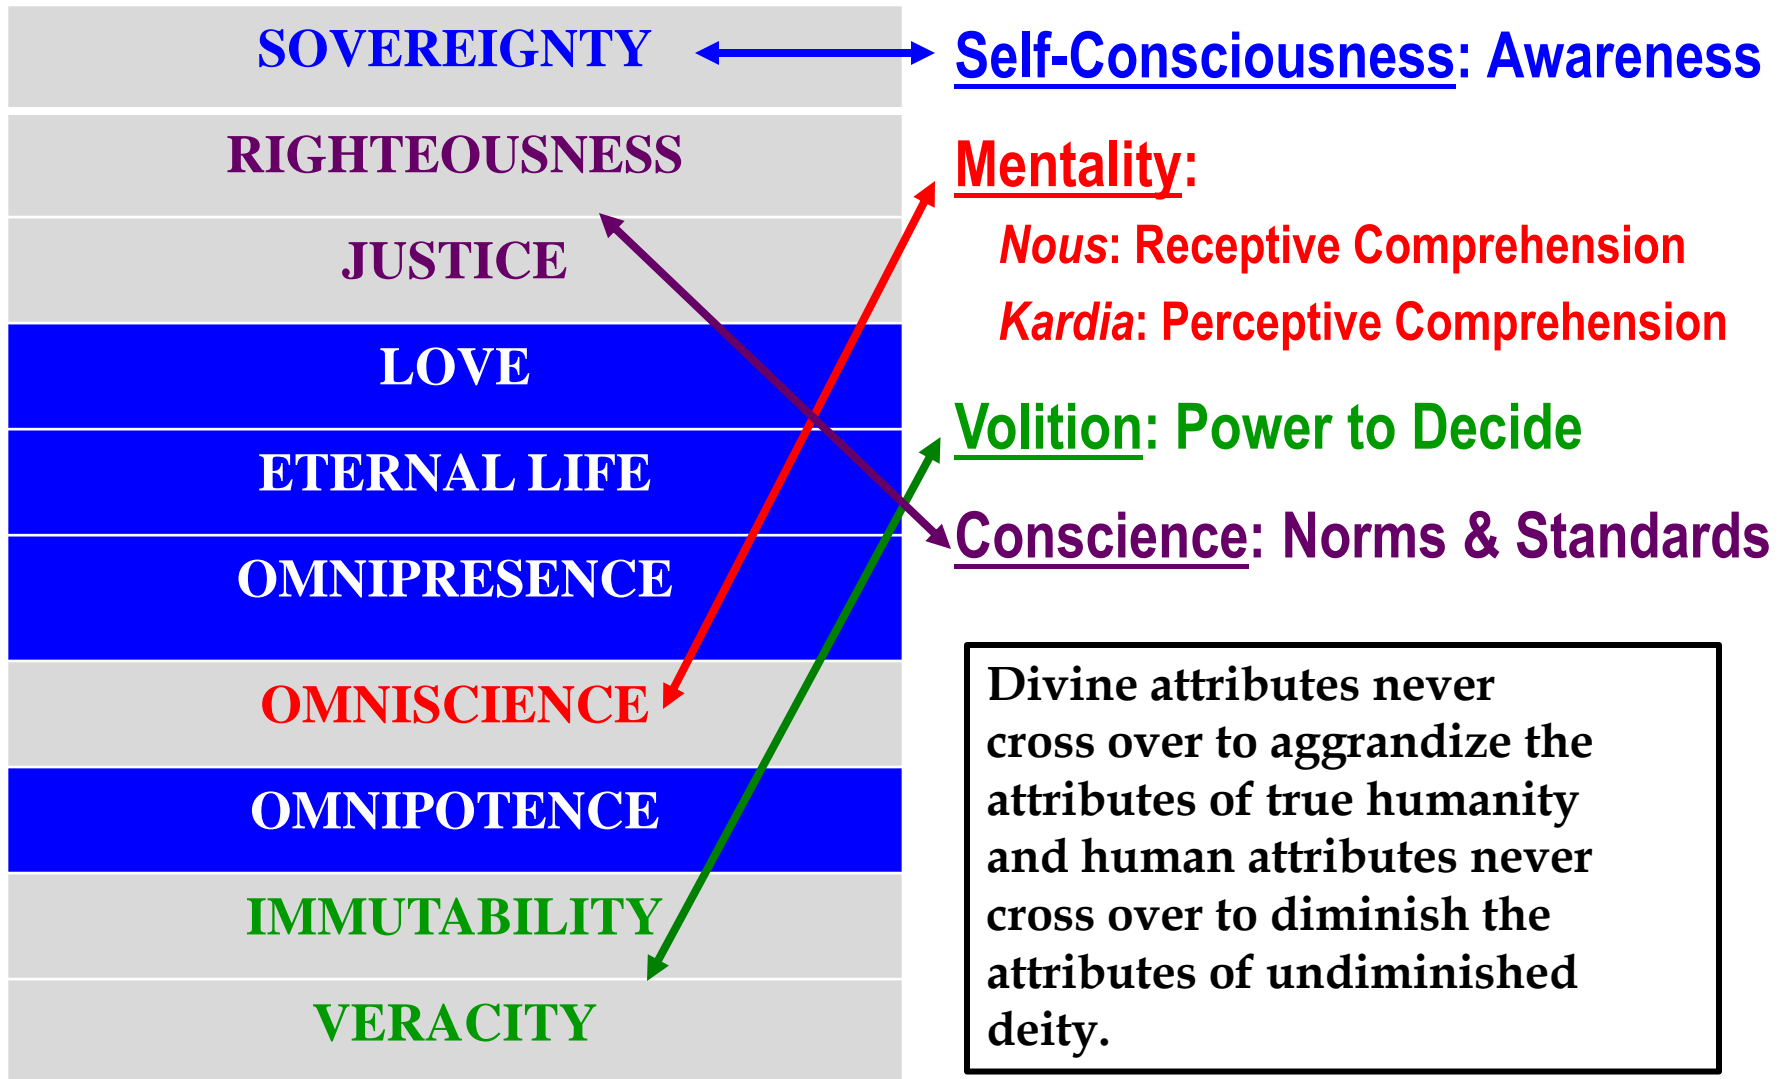 SOVEREIGNTY
RIGHTEOUSNESS
JUSTICE
LOVE
ETERNAL LIFE
OMNIPRESENCE
OMNISCIENCE
OMNIPOTENCE
IMMUTABILITY
VERACITY
Self-Consciousness: Awareness
Mentality:
Nous: Receptive Comprehension
Kardia: Perceptive Comprehension
Volition: Power to Decide
Conscience: Norms & Standards
Divine attributes never
cross over to aggrandize the
attributes of true humanity
and human attributes never
cross over to diminish the
attributes of undiminished
deity.